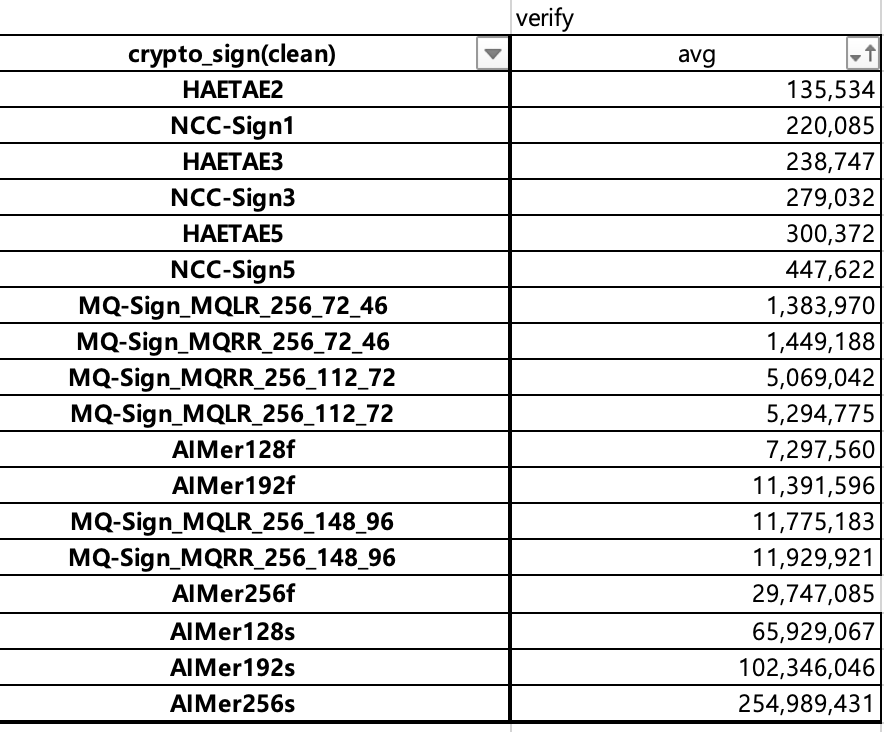 verify
crypto_sign(clean) avg
HAETAE2 135,534
NCC-Sign1 220,085
HAETAE3 238,747
NCC-Sign3 279,032
HAETAE5 300,372
NCC-Sign5 447,622
MQ-Sign_MQLR_256_72_46 1,383,970
MQ-Sign_MQRR_256_72_46 1,449,188
MQ-Sign_MQRR_256_112_72 5,069,042
MQ-Sign_MQLR_256_112_72 5,294,775
AIMer128f 7,297,560
AIMer192f 11,391,596
MQ-Sign_MQLR_256_148_96 11,775,183
MQ-Sign_MQRR_256_148_96 11,929,921
AIMer256f 29,747,085
AIMer128s 65,929,067
AIMer192s 102,346,046
AIMer256s 254,989,431